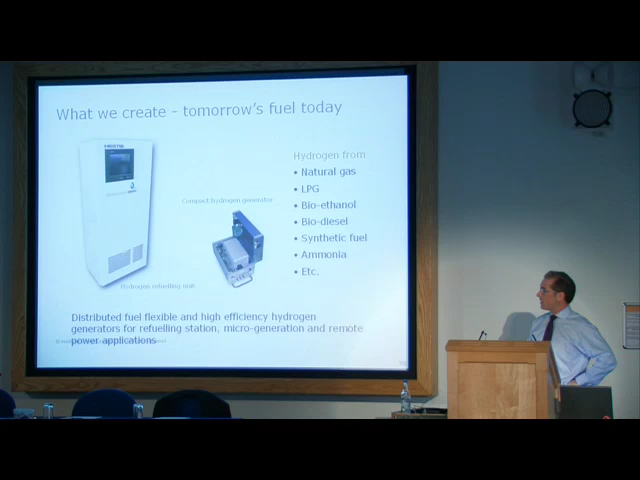 What we create – tomorrow's fuel today
Hydrogen from
• Natural gas
• LPG
• Bio-ethanol
• Bio-diesel
• Synthetic fuel
• Ammonia
• Etc.
Compact hydrogen generator
Hydrogen refuelling unit
Distributed fuel flexible and high efficiency hydrogen
generators for refuelling station, micro-generation and remote
power applications